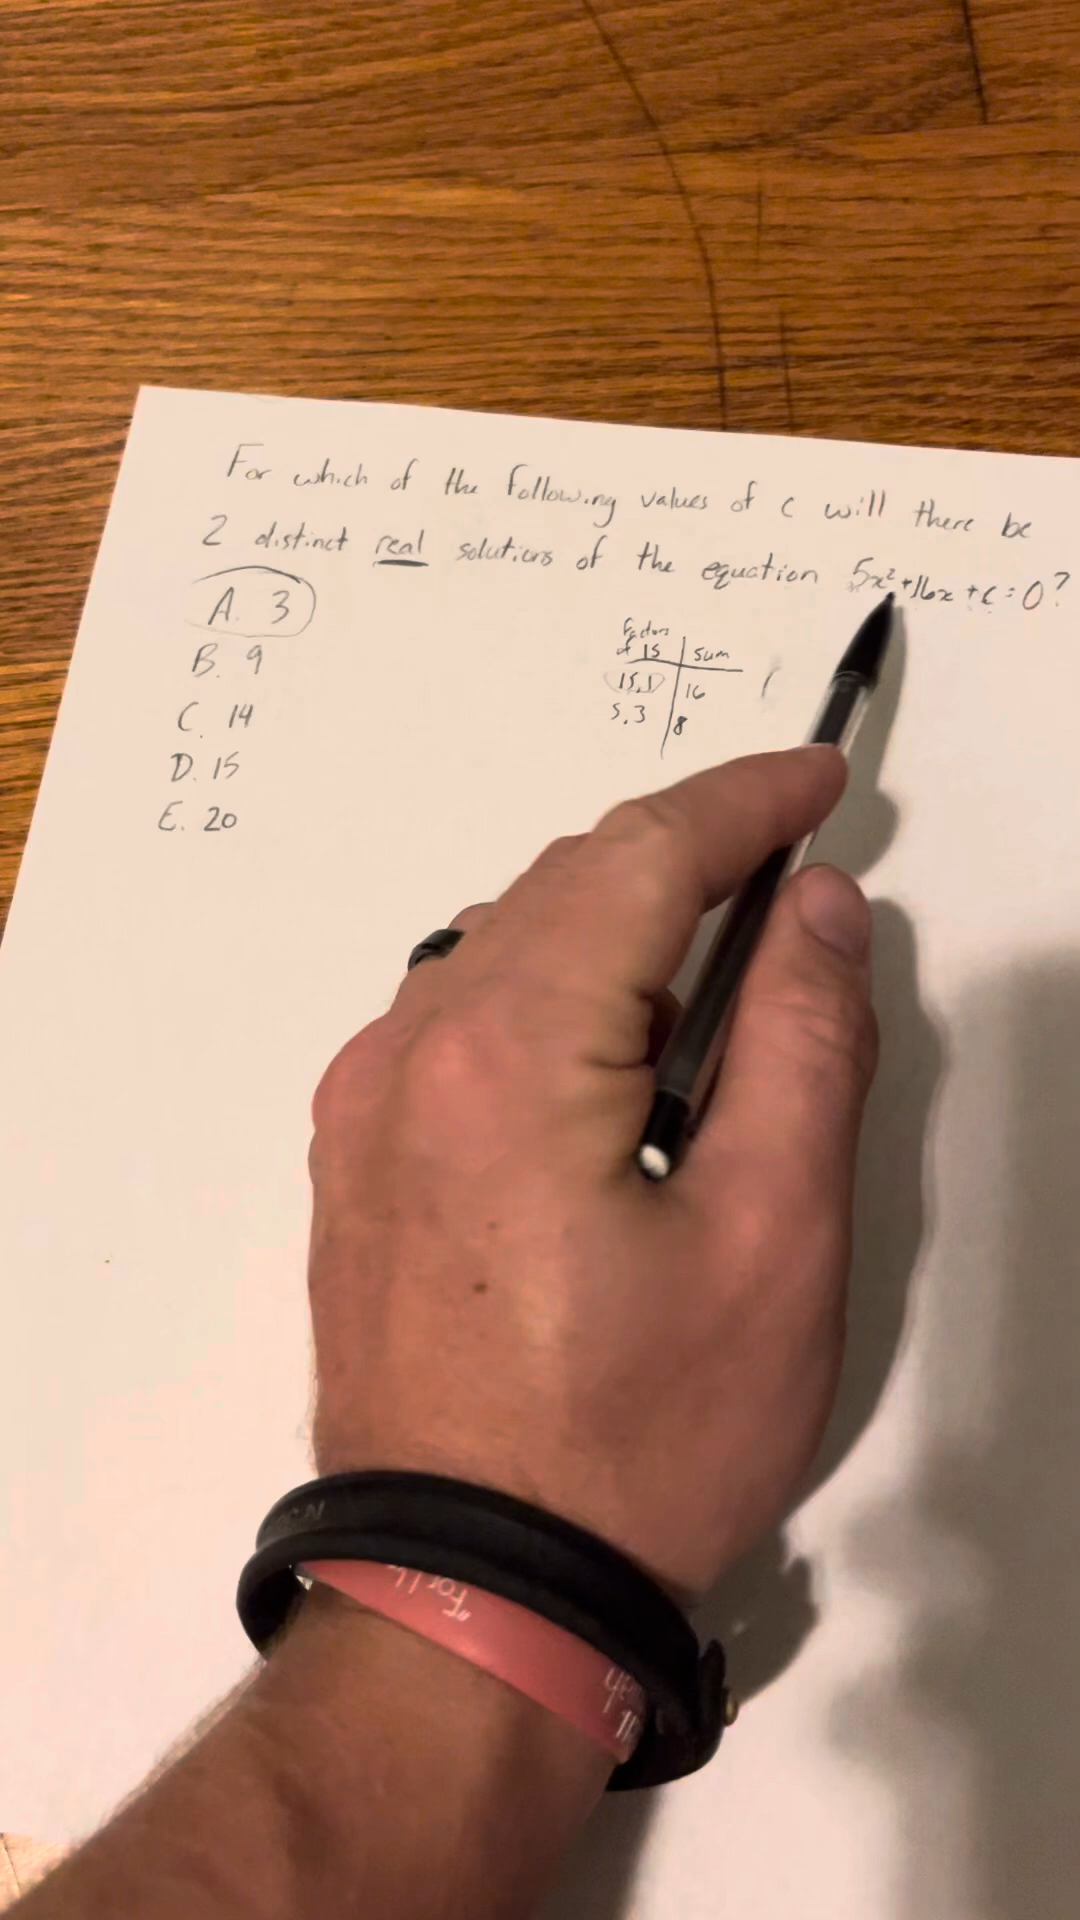 For which of the following values of c will there be
2 distinct real solutions of the equation 5x²+16x+c=0?
A. 3
B. 9
C. 14
D. 15
E. 20
Factors
of 15 sum
15,1 16
5,3 8
(
"For I k